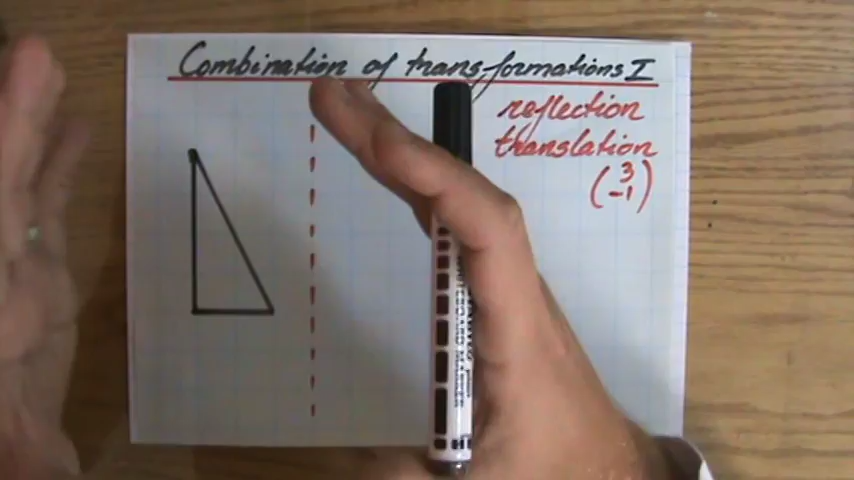 Combination of transformations I
reflection
translation
(3
-1)